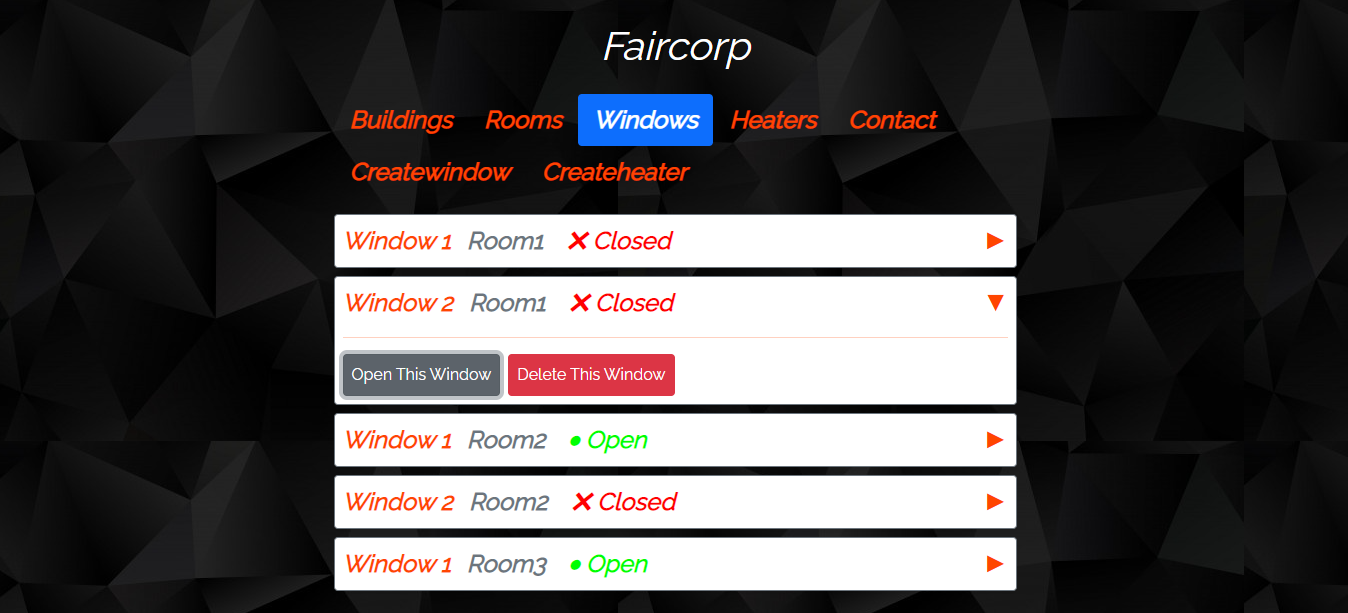 Faircorp
Buildings Rooms Windows Heaters Contact
Createwindow Createheater
Window 1 Room1 ✕ Closed ▶
Window 2 Room1 ✕ Closed ▼
Open This Window Delete This Window
Window 1 Room2 • Open ▶
Window 2 Room2 ✕ Closed ▶
Window 1 Room3 • Open ▶